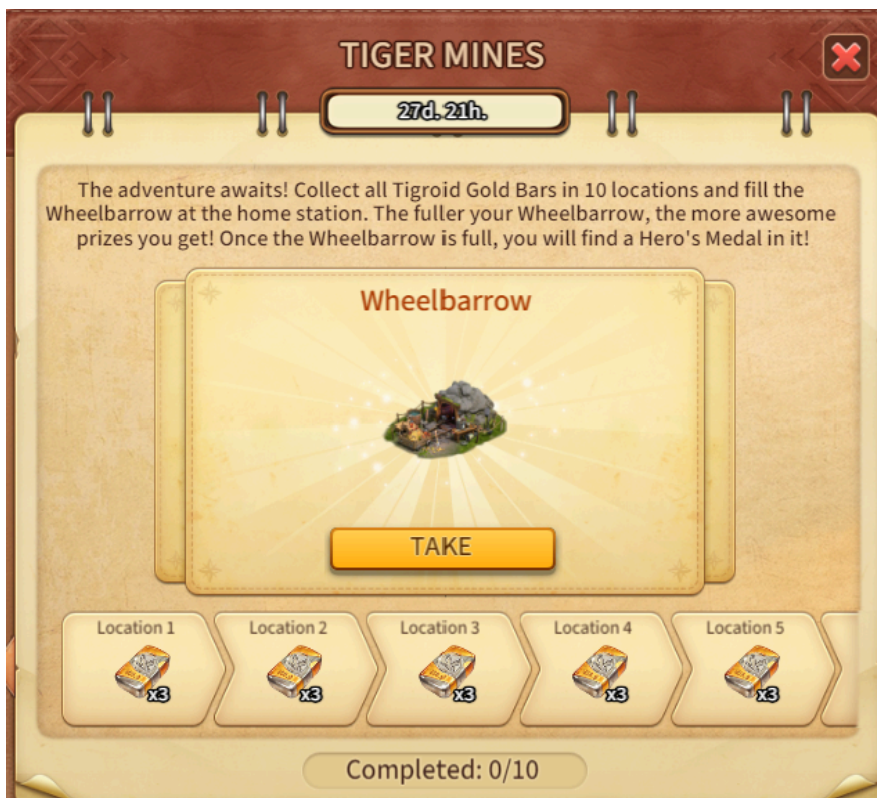 TIGER MINES
27d. 21h.
The adventure awaits! Collect all Tigroid Gold Bars in 10 locations and fill the
Wheelbarrow at the home station. The fuller your Wheelbarrow, the more awesome
prizes you get! Once the Wheelbarrow is full, you will find a Hero's Medal in it!
Wheelbarrow
TAKE
Location 1
x3
Location 2
x3
Location 3
x3
Location 4
x3
Location 5
x3
Completed: 0/10